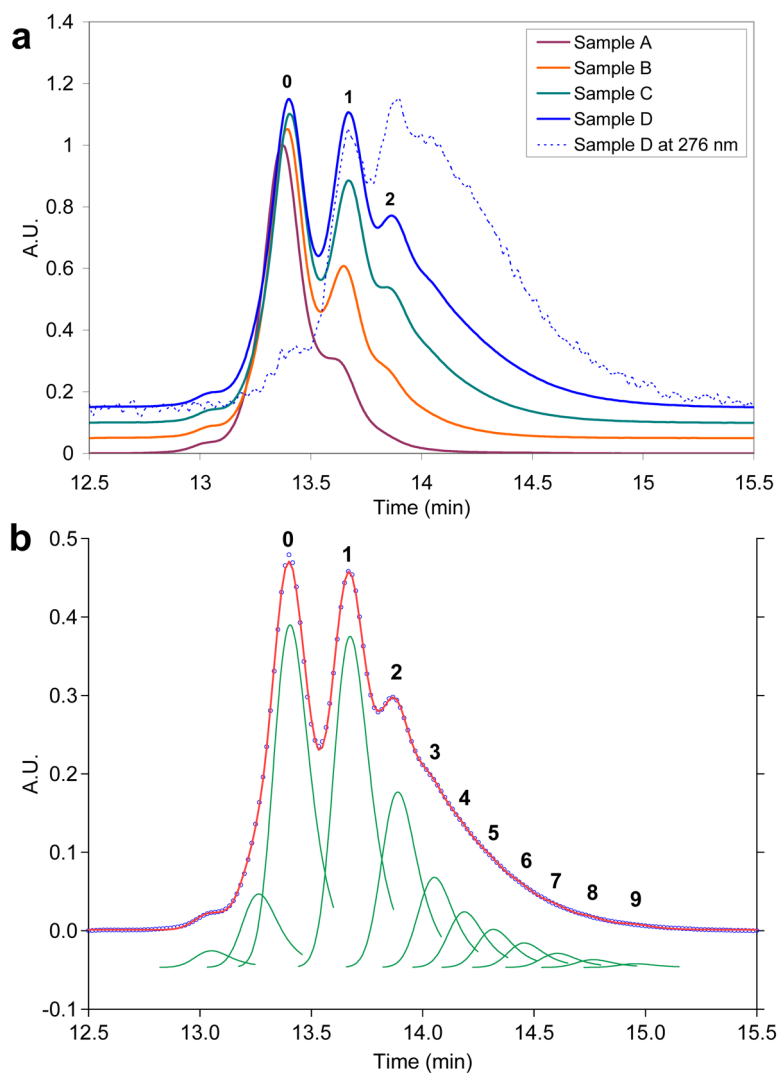 a
1.4
1.2
1
0.8
0.6
0.4
0.2
0
A.U.
0
1
2
Sample A
Sample B
Sample C
Sample D
Sample D at 276 nm
12.5 13 13.5 14 14.5 15 15.5
Time (min)
b
0.5
0.4
0.3
0.2
0.1
0.0
-0.1
A.U.
0
1
2
3
4
5
6
7
8
9
12.5 13.0 13.5 14.0 14.5 15.0 15.5
Time (min)